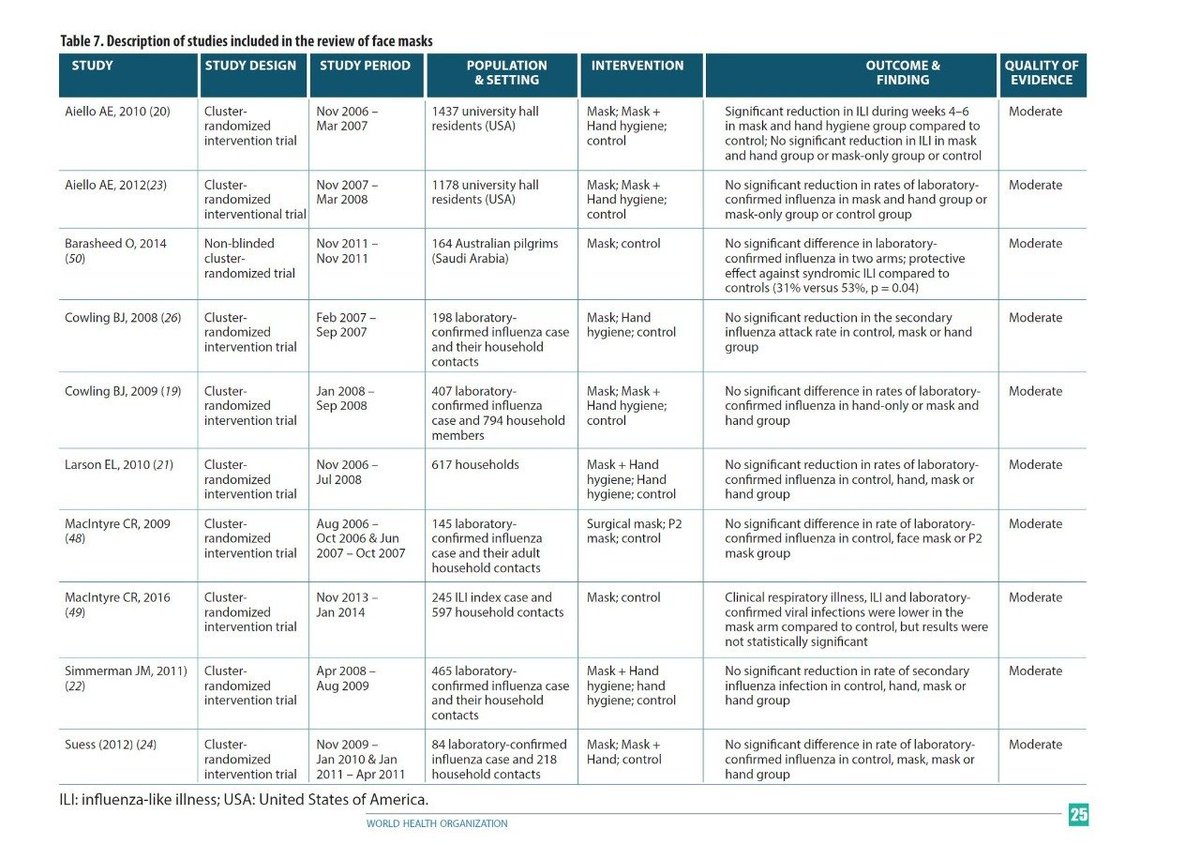 Table 7. Description of studies included in the review of face masks
STUDY
STUDY DESIGN
STUDY PERIOD
POPULATION
& SETTING
INTERVENTION
OUTCOME &
FINDING
QUALITY OF
EVIDENCE
Aiello AE, 2010 (20)
Cluster-
randomized
intervention trial
Nov 2006 –
Mar 2007
1437 university hall
residents (USA)
Mask; Mask +
Hand hygiene;
control
Significant reduction in ILI during weeks 4–6
in mask and hand hygiene group compared to
control; No significant reduction in ILI in mask
and hand group or mask-only group or control
Moderate
Aiello AE, 2012(23)
Cluster-
randomized
interventional trial
Nov 2007 –
Mar 2008
1178 university hall
residents (USA)
Mask; Mask +
Hand hygiene;
control
No significant reduction in rates of laboratory-
confirmed influenza in mask and hand group or
mask-only group or control group
Moderate
Barasheed O, 2014
(50)
Non-blinded
cluster-
randomized trial
Nov 2011 –
Nov 2011
164 Australian pilgrims
(Saudi Arabia)
Mask; control
No significant difference in laboratory-
confirmed influenza in two arms; protective
effect against syndromic ILI compared to
controls (31% versus 53%, p = 0.04)
Moderate
Cowling BJ, 2008 (26)
Cluster-
randomized
intervention trial
Feb 2007 –
Sep 2007
198 laboratory-
confirmed influenza case
and their household
contacts
Mask; Hand
hygiene; control
No significant reduction in the secondary
influenza attack rate in control, mask or hand
group
Moderate
Cowling BJ, 2009 (19)
Cluster-
randomized
intervention trial
Jan 2008 –
Sep 2008
407 laboratory-
confirmed influenza
case and 794 household
members
Mask; Mask +
Hand hygiene;
control
No significant difference in rates of laboratory-
confirmed influenza in hand-only or mask and
hand group
Moderate
Larson EL, 2010 (21)
Cluster-
randomized
intervention trial
Nov 2006 –
Jul 2008
617 households
Mask + Hand
hygiene; Hand
hygiene; control
No significant reduction in rates of laboratory-
confirmed influenza in control, hand, mask or
hand group
Moderate
MacIntyre CR, 2009
(48)
Cluster-
randomized
intervention trial
Aug 2006 –
Oct 2006 & Jun
2007 – Oct 2007
145 laboratory-
confirmed influenza
case and their adult
household contacts
Surgical mask; P2
mask; control
No significant difference in rate of laboratory-
confirmed influenza in control, face mask or P2
mask group
Moderate
MacIntyre CR, 2016
(49)
Cluster-
randomized
intervention trial
Nov 2013 –
Jan 2014
245 ILI index case and
597 household contacts
Mask; control
Clinical respiratory illness, ILI and laboratory-
confirmed viral infections were lower in the
mask arm compared to control, but results were
not statistically significant
Moderate
Simmerman JM, 2011)
(22)
Cluster-
randomized
intervention trial
Apr 2008 –
Aug 2009
465 laboratory-
confirmed influenza case
and their household
contacts
Mask + Hand
hygiene; hand
hygiene; control
No significant reduction in rate of secondary
influenza infection in control, hand, mask or
hand group
Moderate
Suess (2012) (24)
Cluster-
randomized
intervention trial
Nov 2009 –
Jan 2010 & Jan
2011 – Apr 2011
84 laboratory-confirmed
influenza case and 218
household contacts
Mask; Mask +
Hand; control
No significant difference in rate of laboratory-
confirmed influenza in control, mask, mask or
hand group
Moderate
ILI: influenza-like illness; USA: United States of America.
WORLD HEALTH ORGANIZATION
25